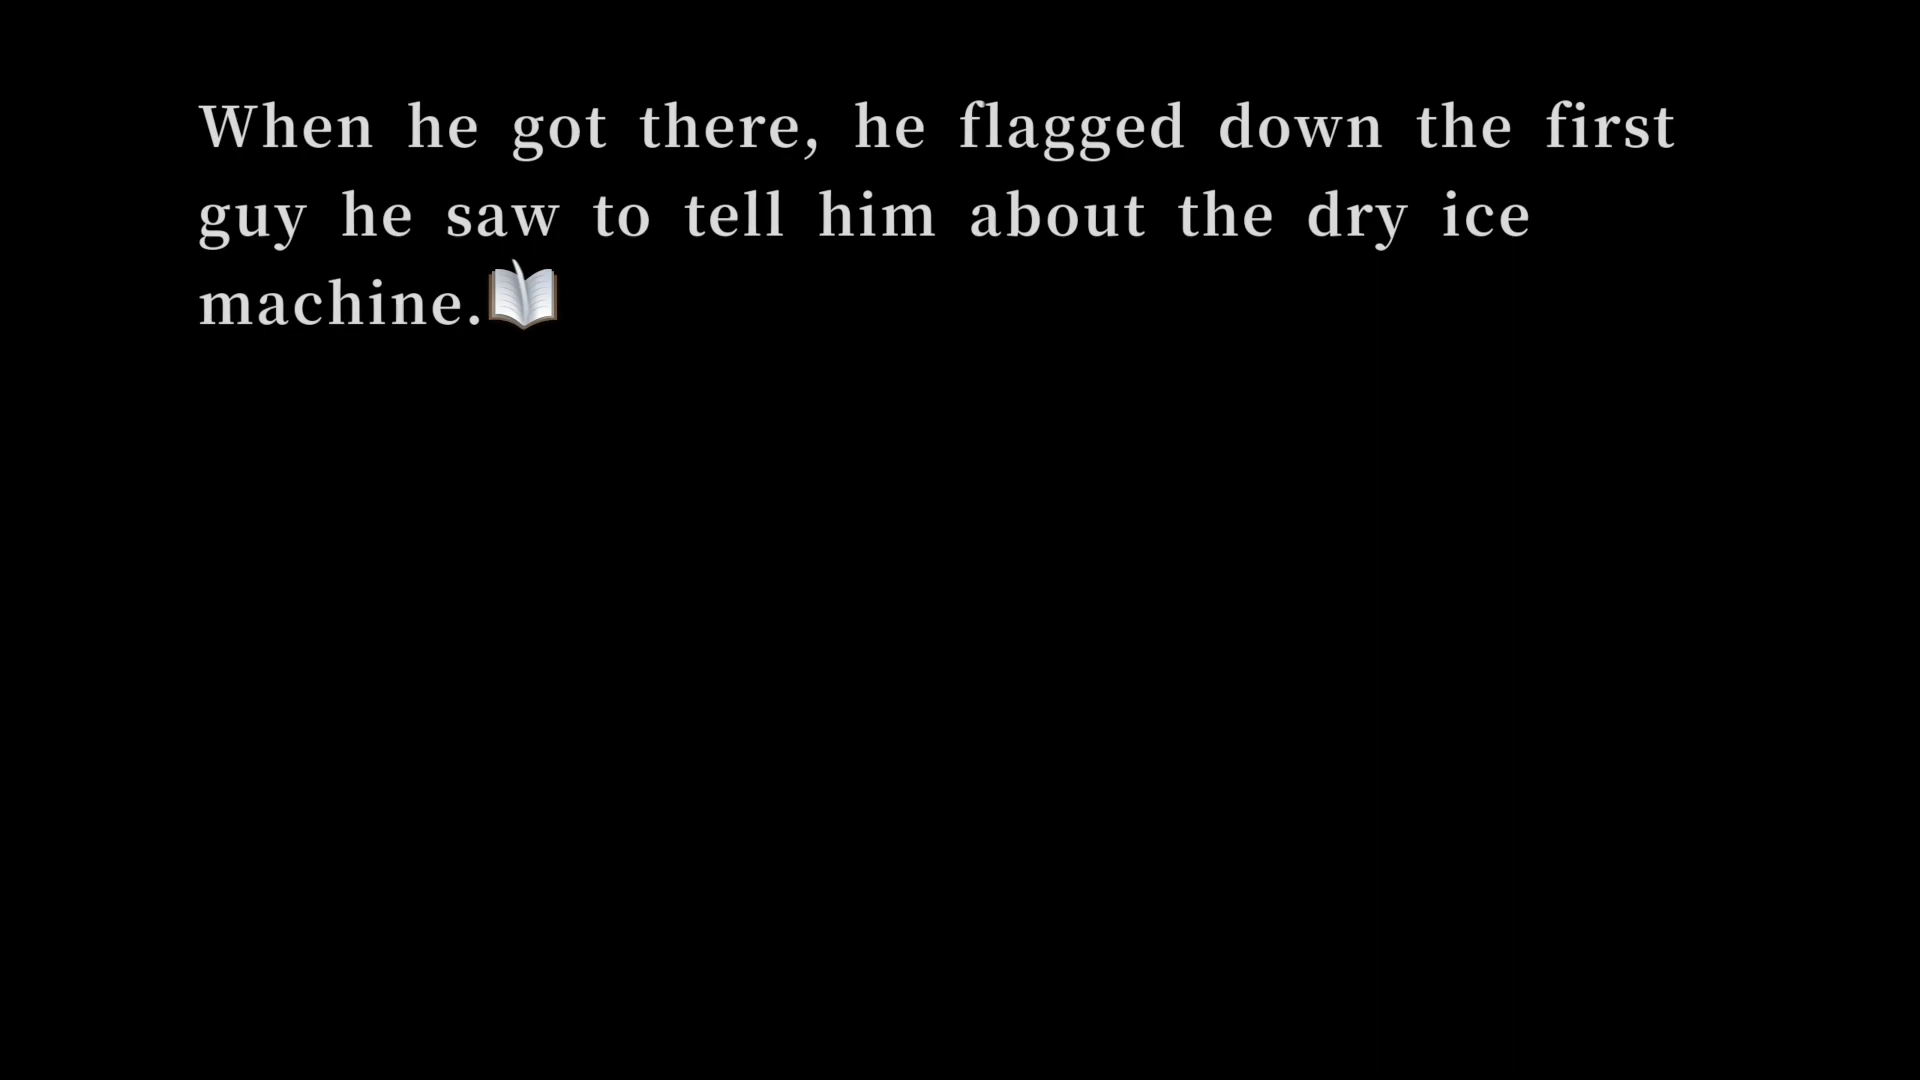 When he got there, he flagged down the first
guy he saw to tell him about the dry ice
machine.